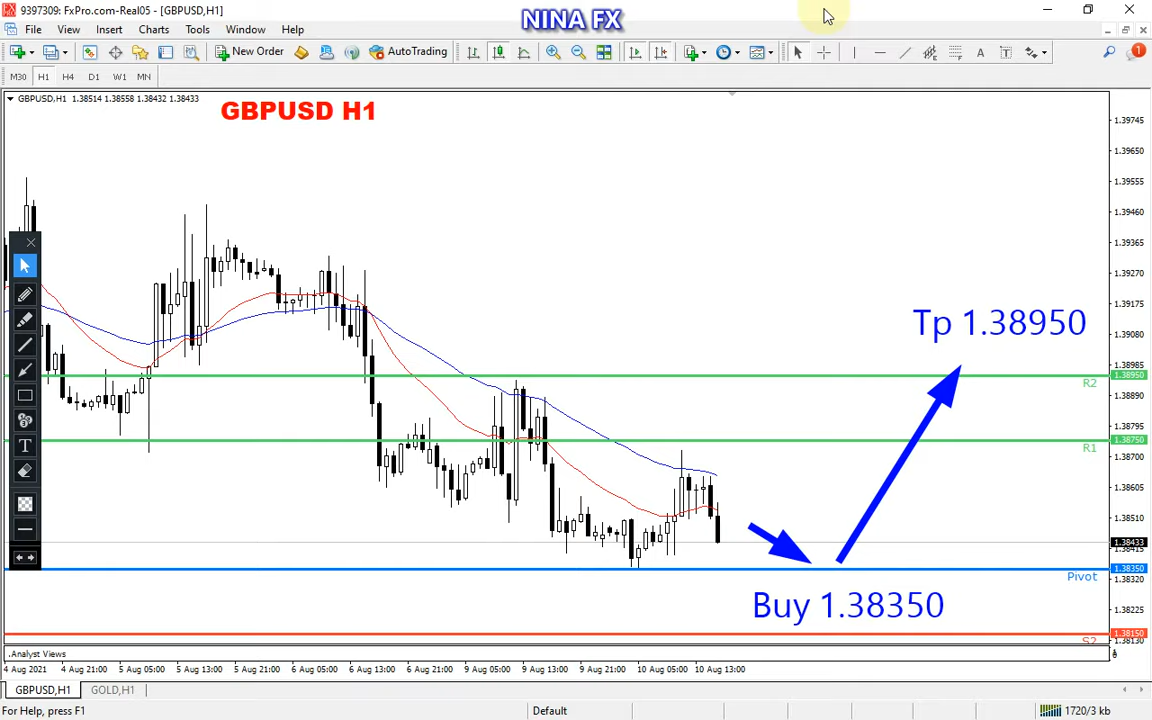 9397309: FxPro.com-Real05 - [GBPUSD,H1]
NINA FX
File View Insert Charts Tools Window Help
New Order AutoTrading 1
M30 H1 H4 D1 W1 MN
GBPUSD,H1 1.38514 1.38558 1.38432 1.38433
GBPUSD H1
1.39745
1.39650
1.39555
1.39460
1.39365
1.39270
1.39175
Tp 1.38950
1.39080
1.38985
1.38950
R2
1.38890
1.38795
1.38750
R1
1.38700
1.38605
1.38510
1.38433
1.38415
1.38350
Pivot
1.38320
Buy 1.38350
1.38225
1.38150
S2
1.38130
.Analyst Views
4 Aug 2021 4 Aug 21:00 5 Aug 05:00 5 Aug 13:00 5 Aug 21:00 6 Aug 05:00 6 Aug 13:00 6 Aug 21:00 9 Aug 05:00 9 Aug 13:00 9 Aug 21:00 10 Aug 05:00 10 Aug 13:00
GBPUSD,H1 GOLD,H1
For Help, press F1 Default 1720/3 kb